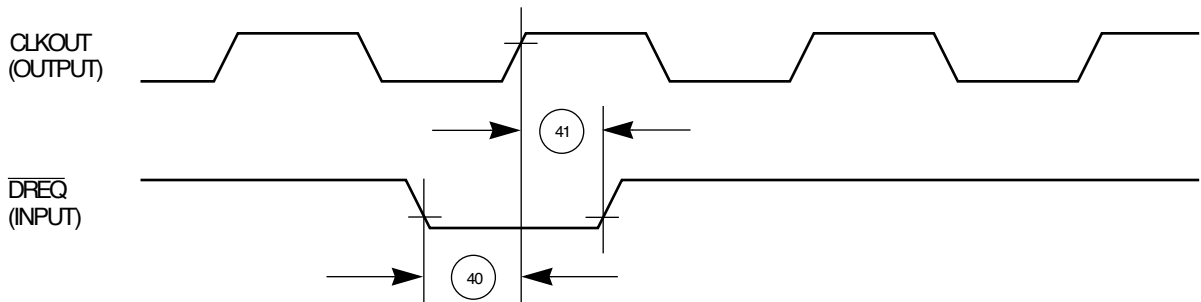 CLKOUT
(OUTPUT)
41
DREQ
(INPUT)
40